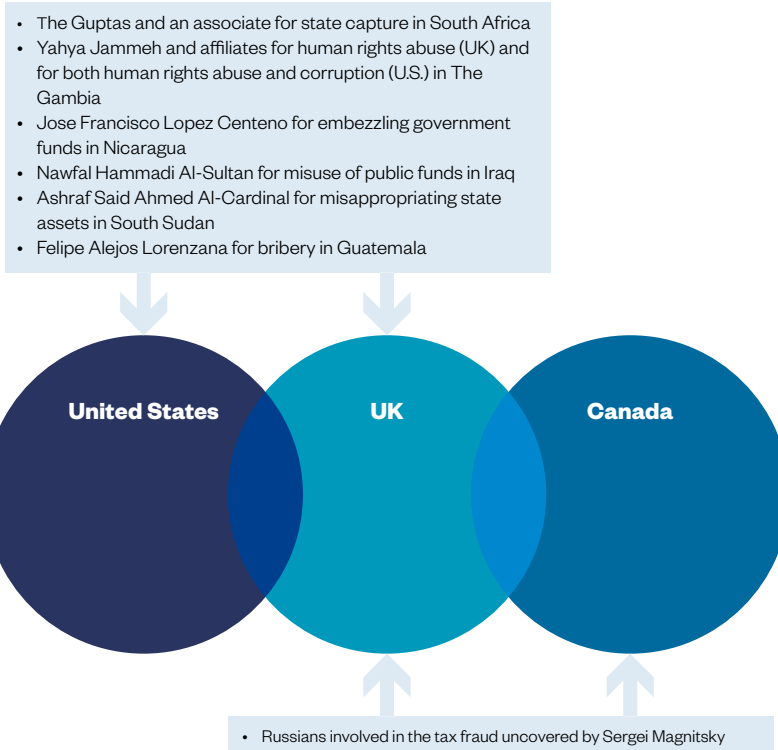 • The Guptas and an associate for state capture in South Africa
• Yahya Jammeh and affiliates for human rights abuse (UK) and
for both human rights abuse and corruption (U.S.) in The
Gambia
• Jose Francisco Lopez Centeno for embezzling government
funds in Nicaragua
• Nawfal Hammadi Al-Sultan for misuse of public funds in Iraq
• Ashraf Said Ahmed Al-Cardinal for misappropriating state
assets in South Sudan
• Felipe Alejos Lorenzana for bribery in Guatemala
United States
UK
Canada
• Russians involved in the tax fraud uncovered by Sergei Magnitsky